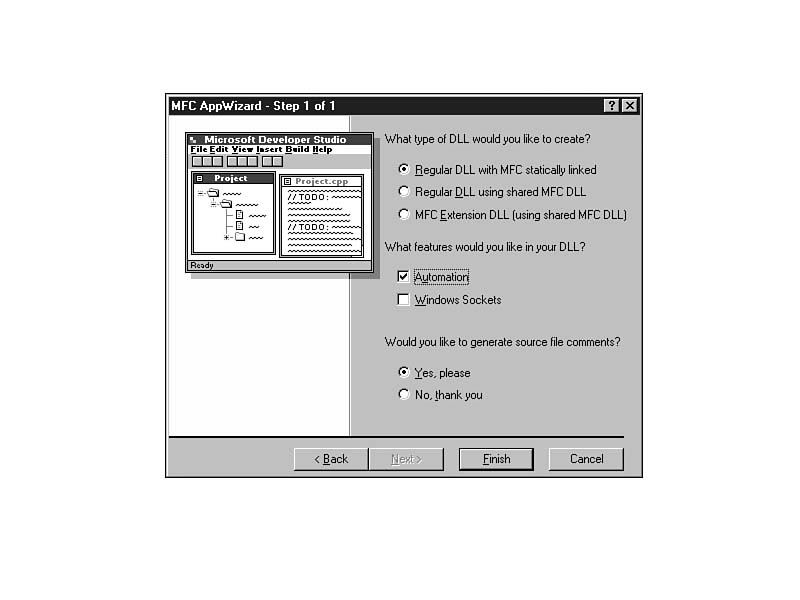 MFC AppWizard - Step 1 of 1
Microsoft Developer Studio
File Edit View Insert Build Help
Project
Project.cpp
// TODO:
// TODO:
Ready
What type of DLL would you like to create?
Regular DLL with MFC statically linked
Regular DLL using shared MFC DLL
MFC Extension DLL (using shared MFC DLL)
What features would you like in your DLL?
Automation
Windows Sockets
Would you like to generate source file comments?
Yes, please
No, thank you
< Back Next > Finish Cancel